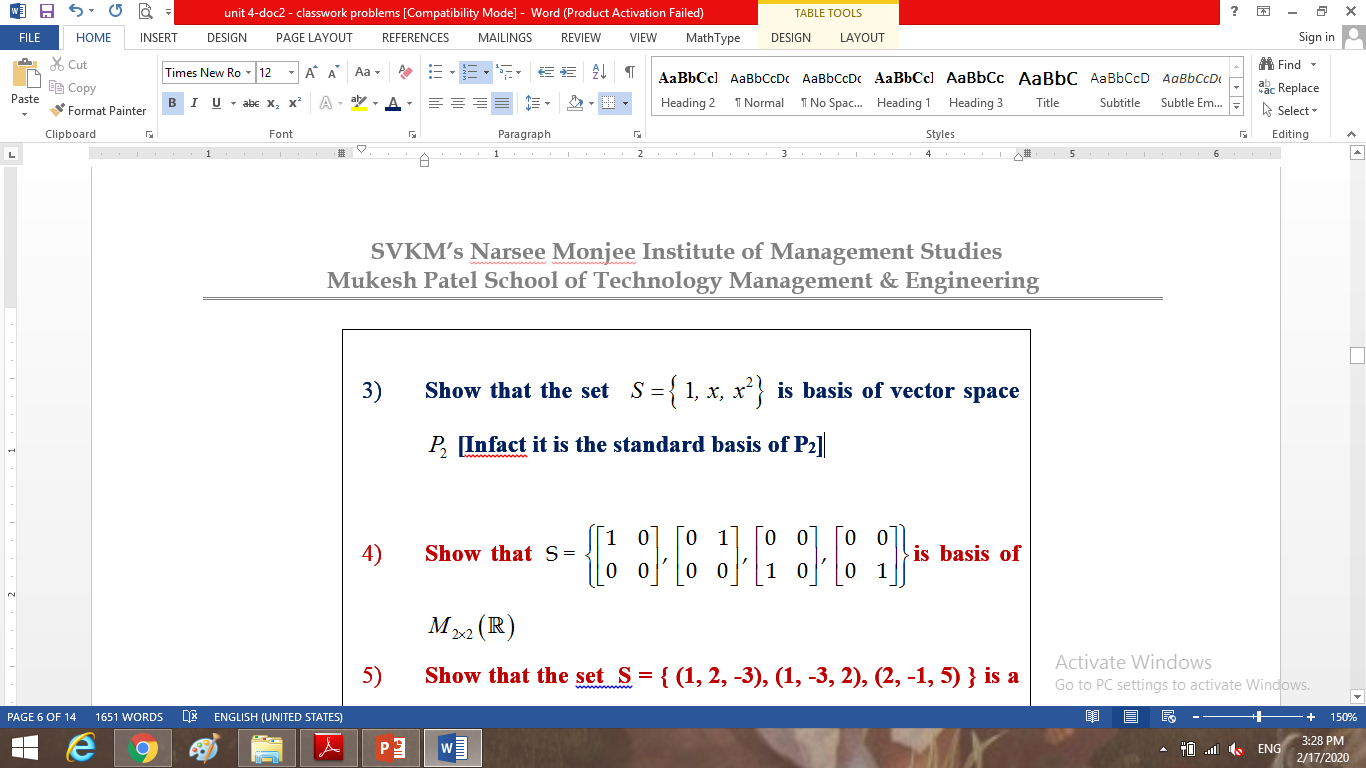 unit 4-doc2 - classwork problems [Compatibility Mode] - Word (Product Activation Failed)
TABLE TOOLS
FILE HOME INSERT DESIGN PAGE LAYOUT REFERENCES MAILINGS REVIEW VIEW MathType DESIGN LAYOUT Sign in
Paste
Cut
Copy
Format Painter
Times New Ro 12
AaBbCcI AaBbCcDc AaBbCcDc AaBbCcI AaBbCc AaBbC AaBbCcD AaBbCcDc
Heading 2 ¶ Normal ¶ No Spac... Heading 1 Heading 3 Title Subtitle Subtle Em...
Find
Replace
Select
Clipboard Font Paragraph Styles Editing
1 1 2 3 4 5 6
SVKM’s Narsee Monjee Institute of Management Studies
Mukesh Patel School of Technology Management & Engineering
3) Show that the set S = { 1, x, x² } is basis of vector space
P₂ [Infact it is the standard basis of P2]
4) Show that S = {[1 0; 0 0], [0 1; 0 0], [0 0; 1 0], [0 0; 0 1]} is basis of
M₂ₓ₂ (ℝ)
5) Show that the set S = { (1, 2, -3), (1, -3, 2), (2, -1, 5) } is a
Activate Windows
Go to PC settings to activate Windows.
PAGE 6 OF 14 1651 WORDS ENGLISH (UNITED STATES) 150%
ENG
3:28 PM
2/17/2020